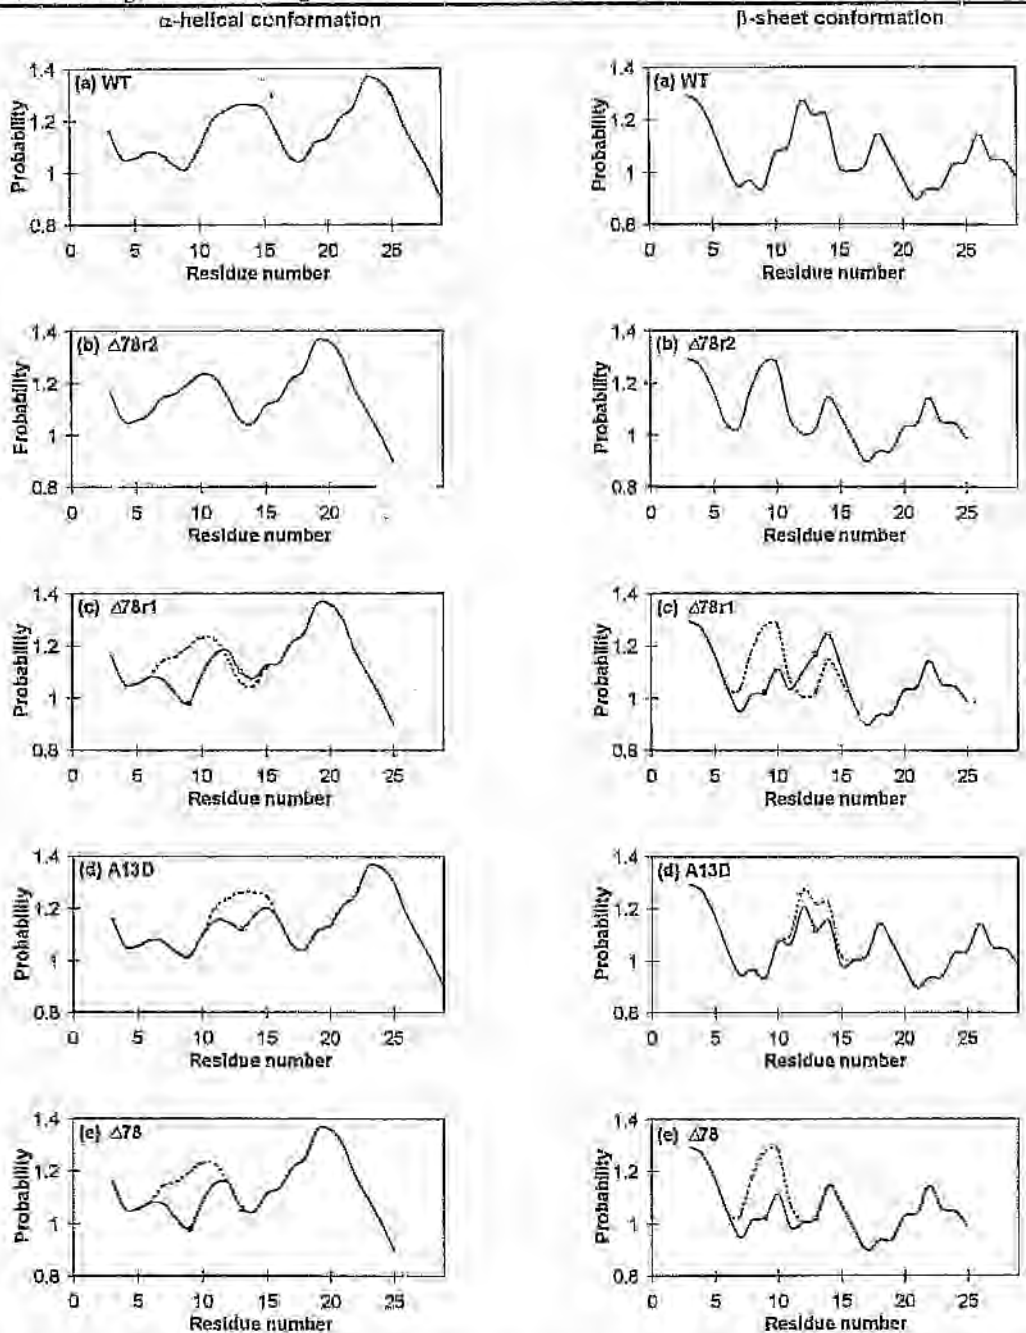 α-helical conformation
β-sheet conformation
(a) WT
Probability
1.4
1.2
1
0.8
0 5 10 15 20 25
Residue number
(a) WT
Probability
1.4
1.2
1
0.8
0 5 10 15 20 25
Residue number
(b) Δ78r2
Probability
1.4
1.2
1
0.8
0 5 10 15 20 25
Residue number
(b) Δ78r2
Probability
1.4
1.2
1
0.8
0 5 10 15 20 25
Residue number
(c) Δ78r1
Probability
1.4
1.2
1
0.8
0 5 10 15 20 25
Residue number
(c) Δ78r1
Probability
1.4
1.2
1
0.8
0 5 10 15 20 25
Residue number
(d) A13D
Probability
1.4
1.2
1
0.8
0 5 10 15 20 25
Residue number
(d) A13D
Probability
1.4
1.2
1
0.8
0 5 10 15 20 25
Residue number
(e) Δ78
Probability
1.4
1.2
1
0.8
0 5 10 15 20 25
Residue number
(e) Δ78
Probability
1.4
1.2
1
0.8
0 5 10 15 20 25
Residue number